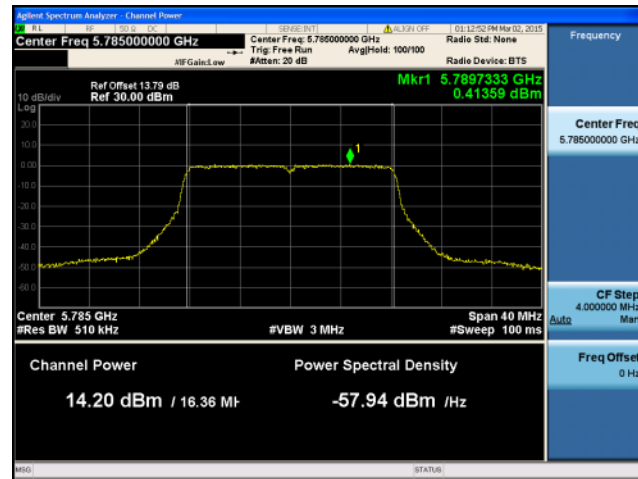 Agilent Spectrum Analyzer - Channel Power
RL RF 50 Ω DC SENSE:INT ALIGN OFF 01:12:52 PM Mar 02, 2015
Center Freq 5.785000000 GHz
Center Freq: 5.785000000 GHz
Radio Std: None
Trig: Free Run Avg|Hold: 100/100
#IFGain:Low #Atten: 20 dB Radio Device: BTS
Frequency
Mkr1 5.7897333 GHz
0.41359 dBm
Ref Offset 13.79 dB
10 dB/div Ref 30.00 dBm
Log
20.0
10.0
0.00
-10.0
-20.0
-30.0
-40.0
-50.0
-60.0
1
Center 5.785 GHz Span 40 MHz
#Res BW 510 kHz #VBW 3 MHz #Sweep 100 ms
Center Freq
5.785000000 GHz
CF Step
4.000000 MHz
Auto Man
Freq Offset
0 Hz
Channel Power Power Spectral Density
14.20 dBm / 16.36 MH -57.94 dBm /Hz
MSG STATUS